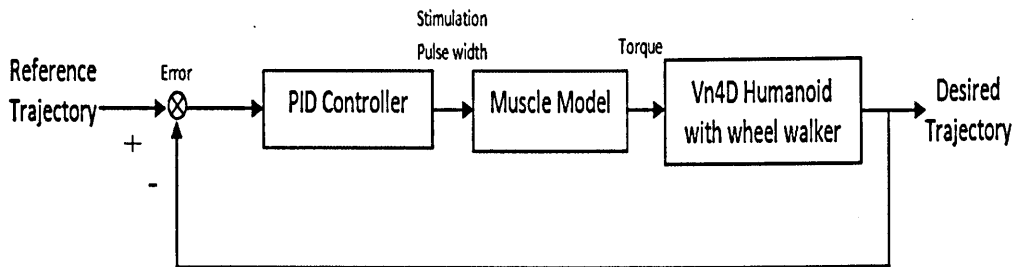 Stimulation
Pulse width
Torque
Reference
Trajectory
Error
PID Controller
Muscle Model
Vn4D Humanoid
with wheel walker
Desired
Trajectory
+
-